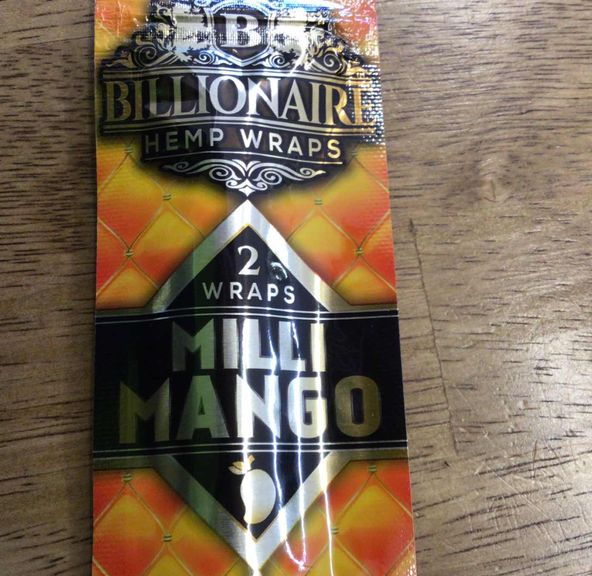 B
BILLIONAIRE
HEMP WRAPS
2
WRAPS
MILLI
MANGO